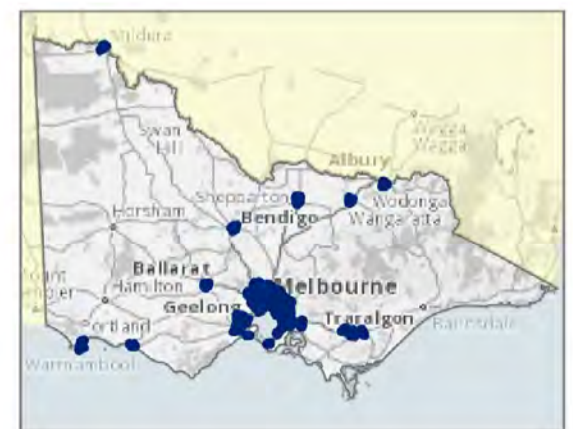 Mildura
Swan
Hill
Wagga
Wagga
Albury
Shepparton
Wodonga
Horsham
Bendigo
Wangaratta
Ballarat
Melbourne
Hamilton
Geelong
Traralgon
Bairnsdale
Portland
Warrnambool